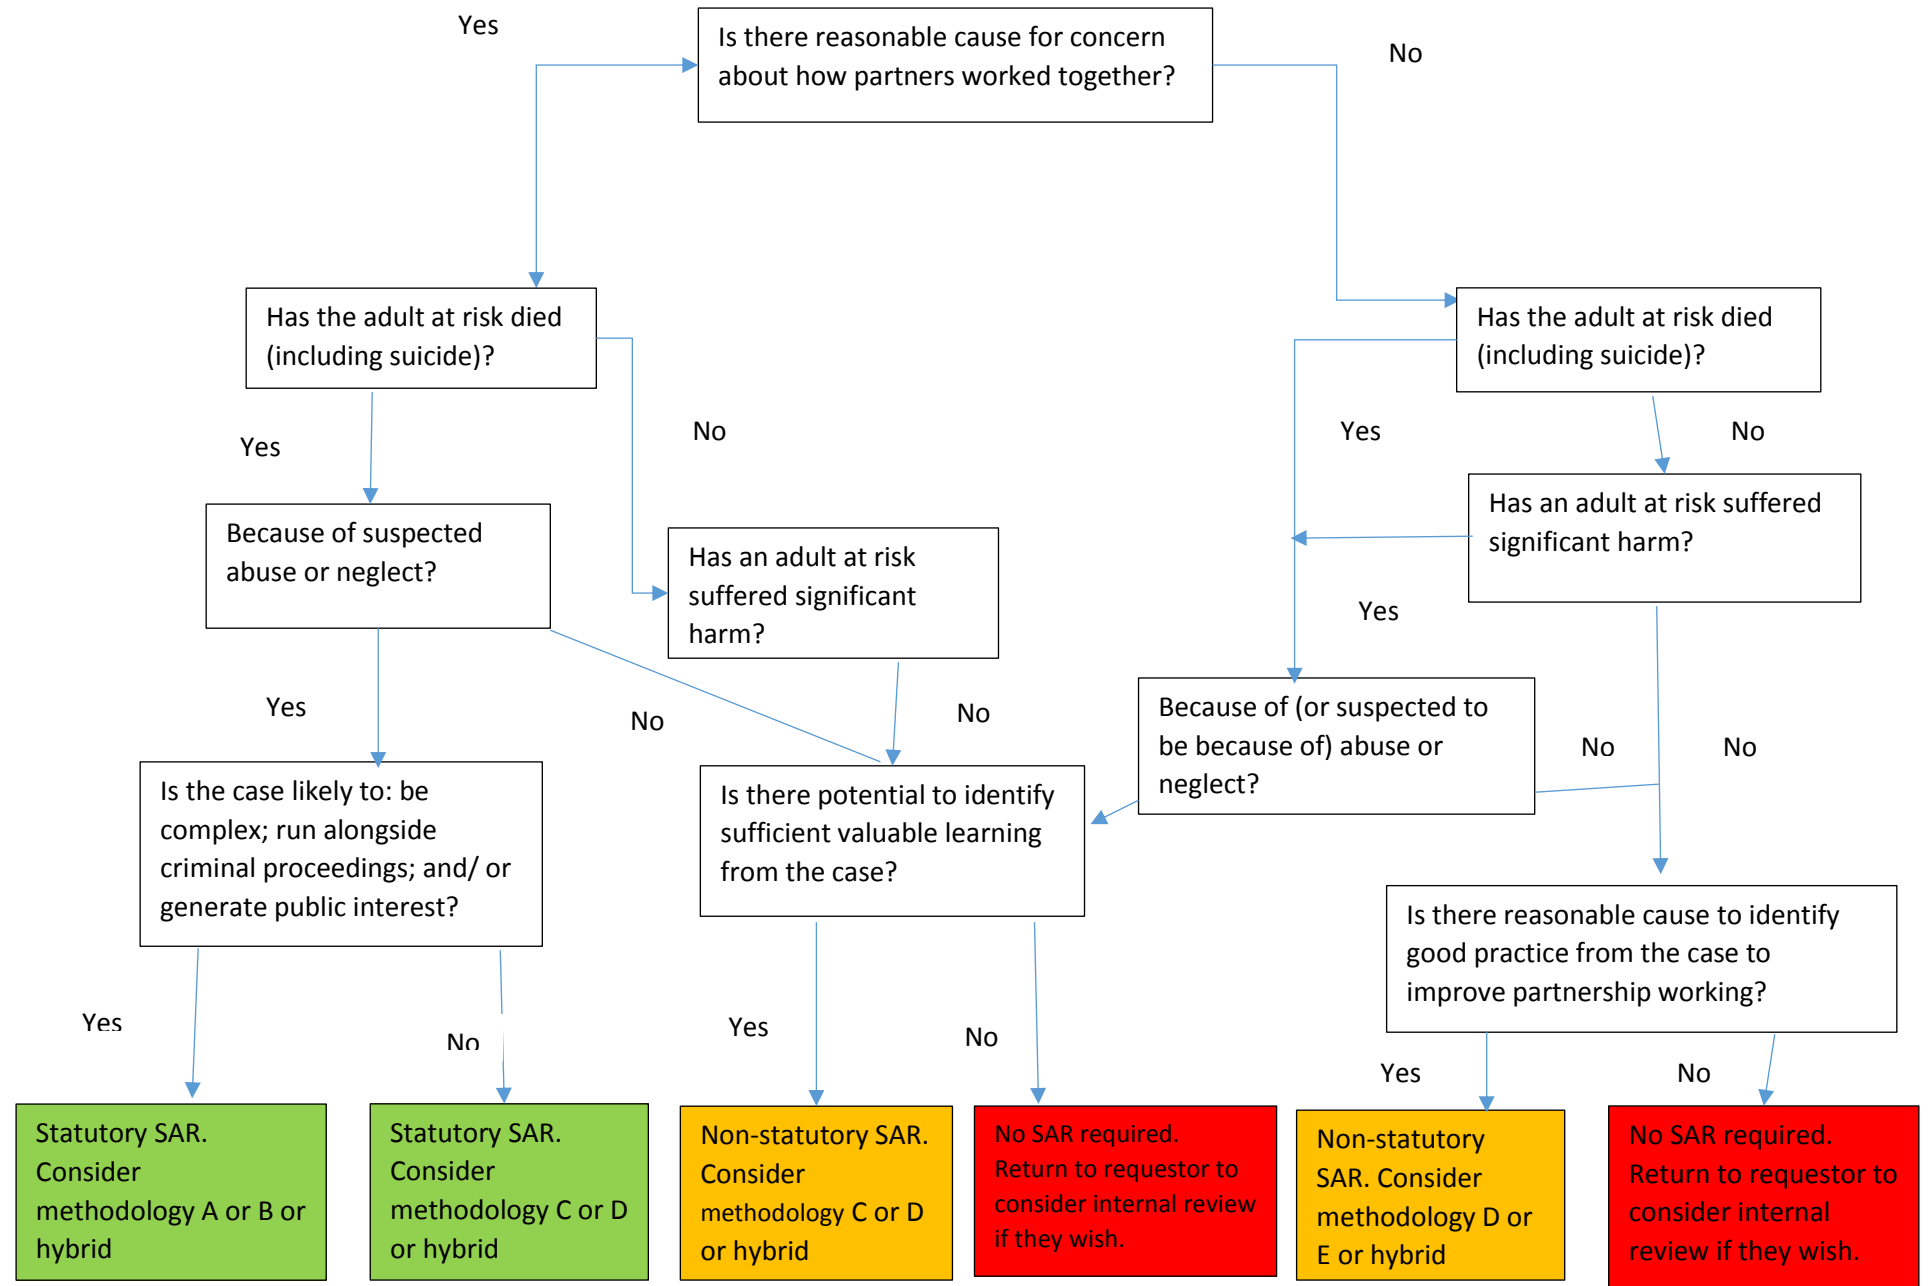 Yes
Is there reasonable cause for concern
about how partners worked together?
No
Has the adult at risk died
(including suicide)?
Has the adult at risk died
(including suicide)?
Yes
No
Yes
No
Because of suspected
abuse or neglect?
Has an adult at risk
suffered significant
harm?
Has an adult at risk suffered
significant harm?
Yes
Yes
No
No
Because of (or suspected to
be because of) abuse or
neglect?
No
No
Is the case likely to: be
complex; run alongside
criminal proceedings; and/ or
generate public interest?
Is there potential to identify
sufficient valuable learning
from the case?
Is there reasonable cause to identify
good practice from the case to
improve partnership working?
Yes
No
Yes
No
Yes
No
Statutory SAR.
Consider
methodology A or B or
hybrid
Statutory SAR.
Consider
methodology C or D
or hybrid
Non-statutory SAR.
Consider
methodology C or D
or hybrid
No SAR required.
Return to requestor to
consider internal review
if they wish.
Non-statutory
SAR. Consider
methodology D or
E or hybrid
No SAR required.
Return to requestor to
consider internal
review if they wish.